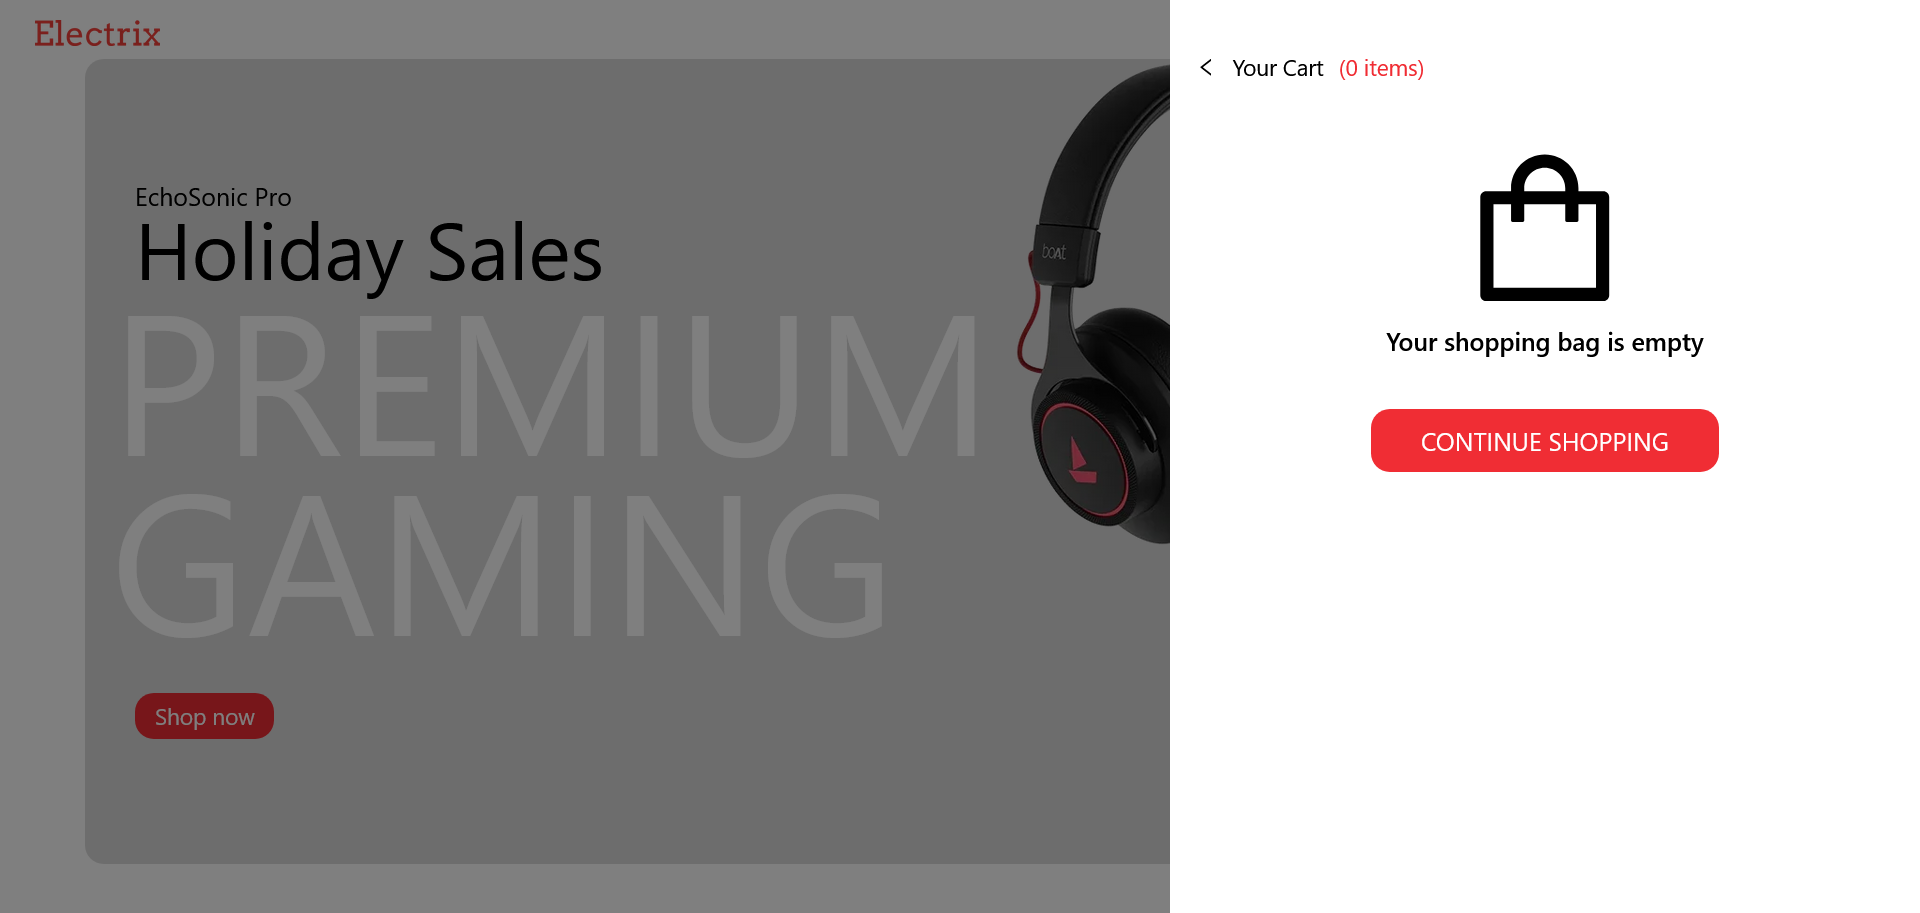 Electrix
EchoSonic Pro
Holiday Sales
PREMIUM
GAMING
Shop now
boAt
< Your Cart (0 items)
Your shopping bag is empty
CONTINUE SHOPPING